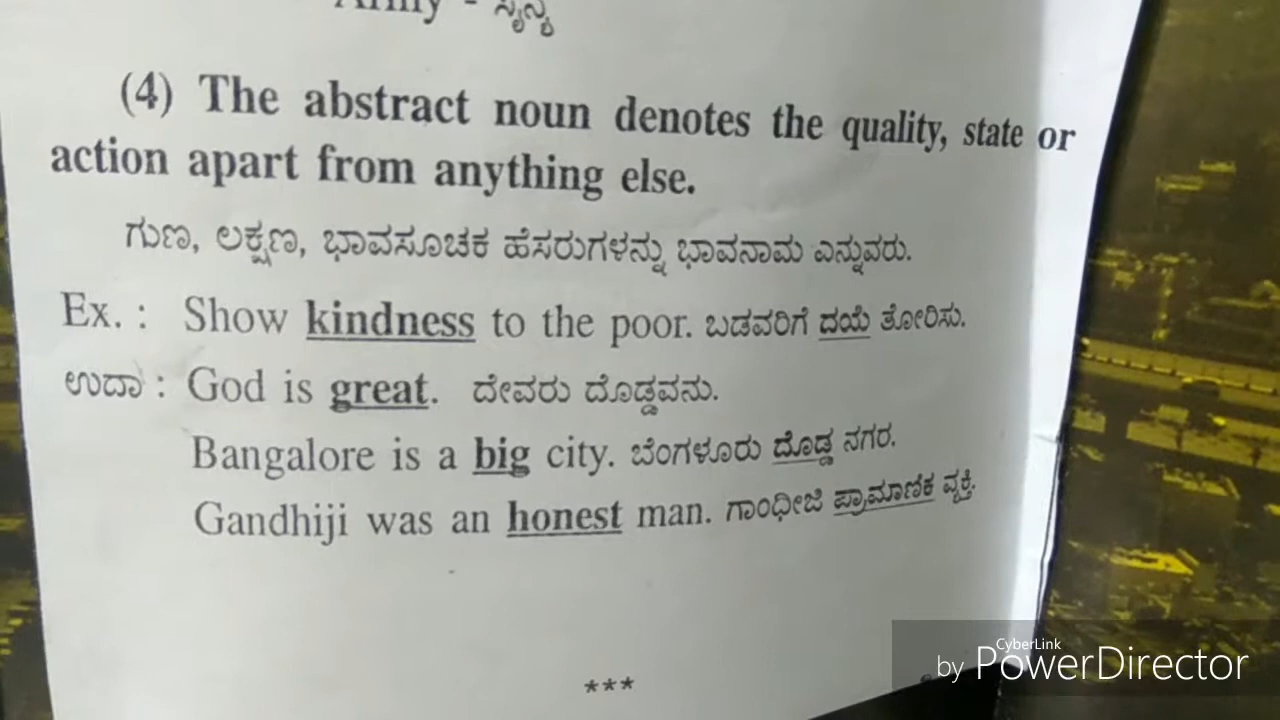 Army - ಸೈನ್ಯ
(4) The abstract noun denotes the quality, state or
action apart from anything else.
ಗುಣ, ಲಕ್ಷಣ, ಭಾವಸೂಚಕ ಹೆಸರುಗಳನ್ನು ಭಾವನಾಮ ಎನ್ನುವರು.
Ex. : Show kindness to the poor. ಬಡವರಿಗೆ ದಯೆ ತೋರಿಸು.
ಉದಾ : God is great. ದೇವರು ದೊಡ್ಡವನು.
Bangalore is a big city. ಬೆಂಗಳೂರು ದೊಡ್ಡ ನಗರ.
Gandhiji was an honest man. ಗಾಂಧೀಜಿ ಪ್ರಾಮಾಣಿಕ ವ್ಯಕ್ತಿ.
***
CyberLink
by PowerDirector